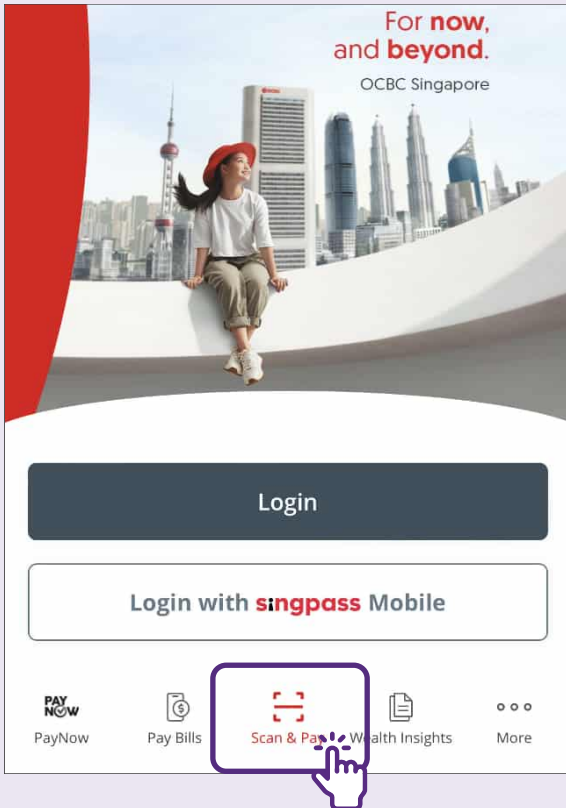 For now,
and beyond.
OCBC Singapore
OCBC
Login
Login with singpass Mobile
PAY
NOW
PayNow
Pay Bills
Scan & Pay
Wealth Insights
More